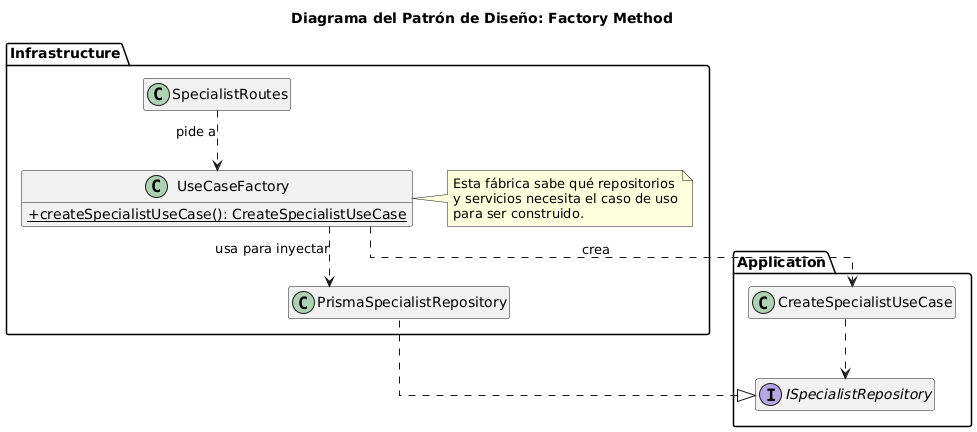 Diagrama del Patrón de Diseño: Factory Method
Infrastructure
C SpecialistRoutes
pide a
C UseCaseFactory
+createSpecialistUseCase(): CreateSpecialistUseCase
Esta fábrica sabe qué repositorios
y servicios necesita el caso de uso
para ser construido.
usa para inyectar
crea
Application
C PrismaSpecialistRepository
C CreateSpecialistUseCase
I ISpecialistRepository